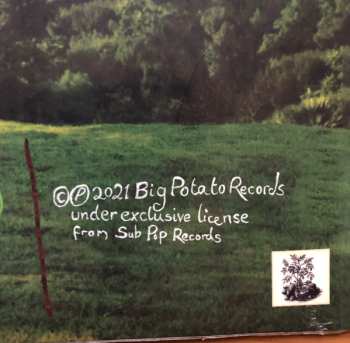 ©℗ 2021 Big Potato Records
under exclusive license
from Sub Pop Records